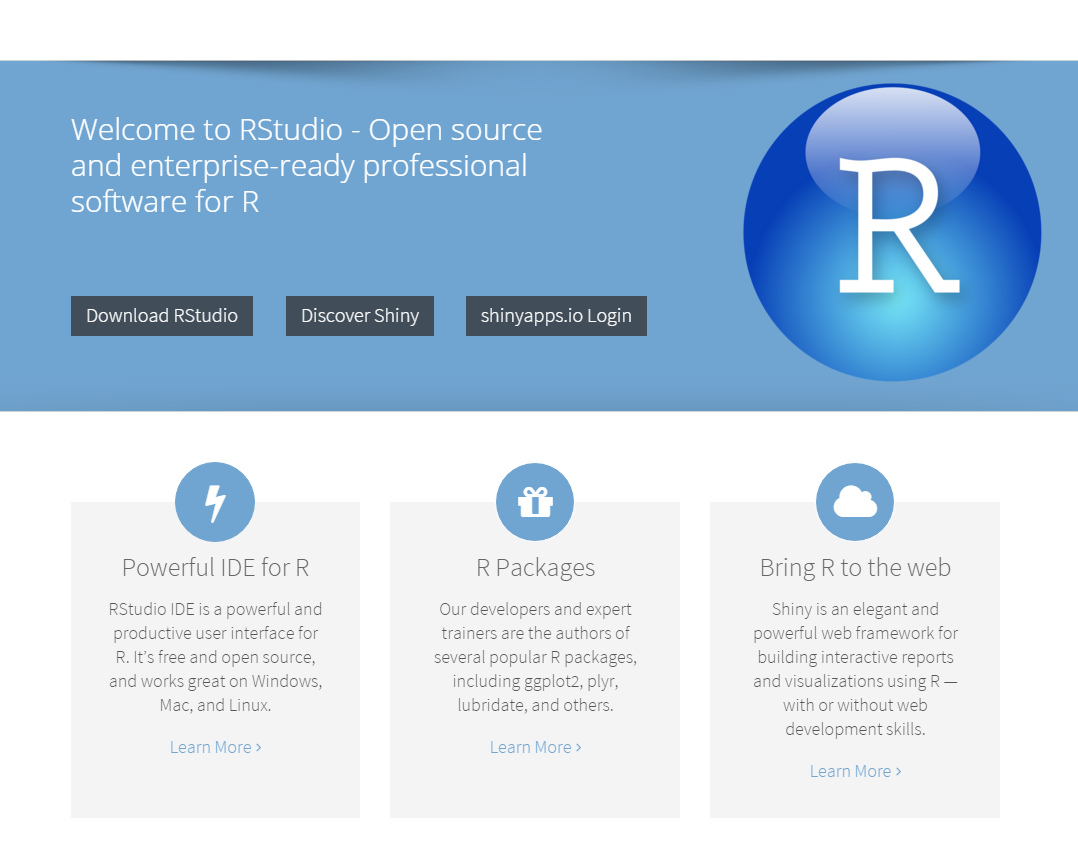 Welcome to RStudio - Open source
and enterprise-ready professional
software for R
R
Download RStudio
Discover Shiny
shinyapps.io Login
Powerful IDE for R
RStudio IDE is a powerful and
productive user interface for
R. It’s free and open source,
and works great on Windows,
Mac, and Linux.
Learn More ›
R Packages
Our developers and expert
trainers are the authors of
several popular R packages,
including ggplot2, plyr,
lubridate, and others.
Learn More ›
Bring R to the web
Shiny is an elegant and
powerful web framework for
building interactive reports
and visualizations using R —
with or without web
development skills.
Learn More ›